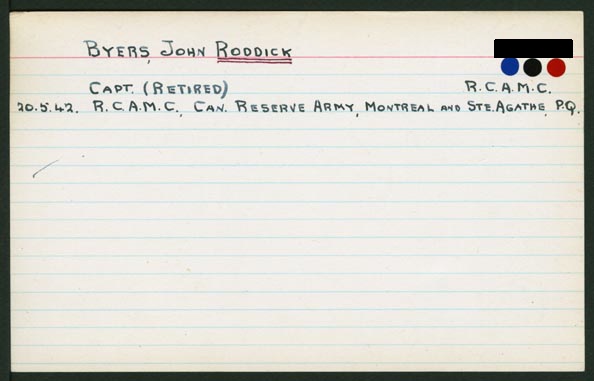 BYERS, JOHN RODDICK
CAPT. (RETIRED) R.C.A.M.C.
20.5.42. R.C.A.M.C., CAN. RESERVE ARMY, MONTREAL AND STE. AGATHE, P.Q.